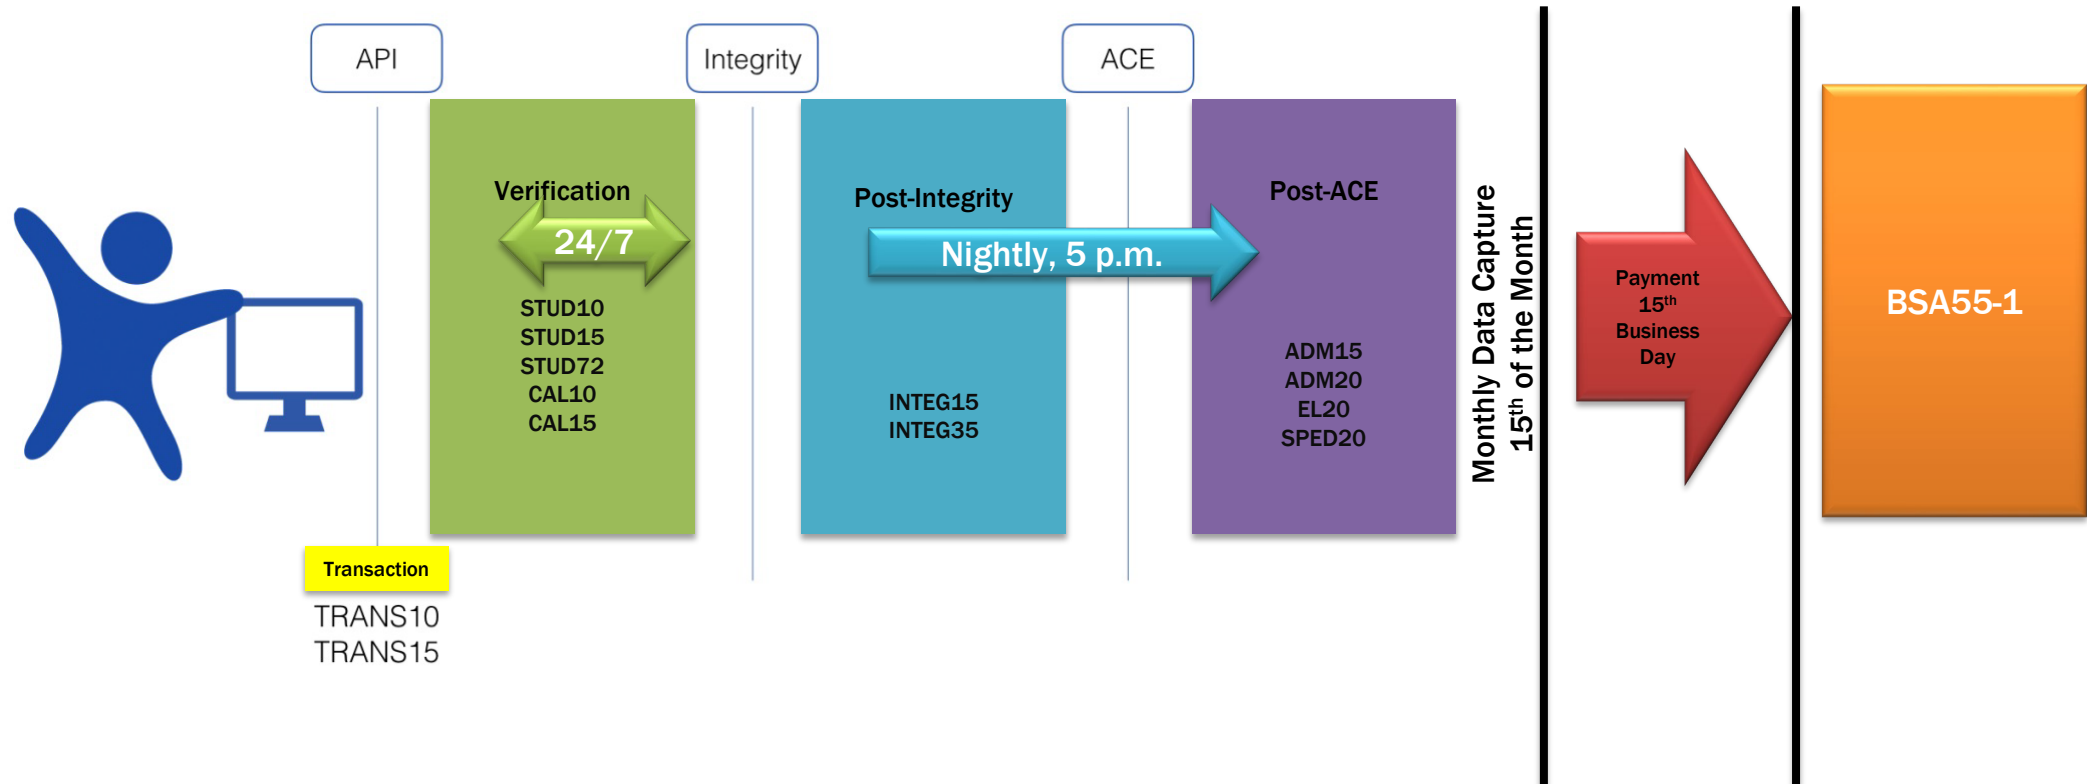 API
Integrity
ACE
Verification
24/7
STUD10
STUD15
STUD72
CAL10
CAL15
Post-Integrity
Nightly, 5 p.m.
INTEG15
INTEG35
Post-ACE
ADM15
ADM20
EL20
SPED20
Monthly Data Capture
15th of the Month
Payment
15th
Business
Day
BSA55-1
Transaction
TRANS10
TRANS15